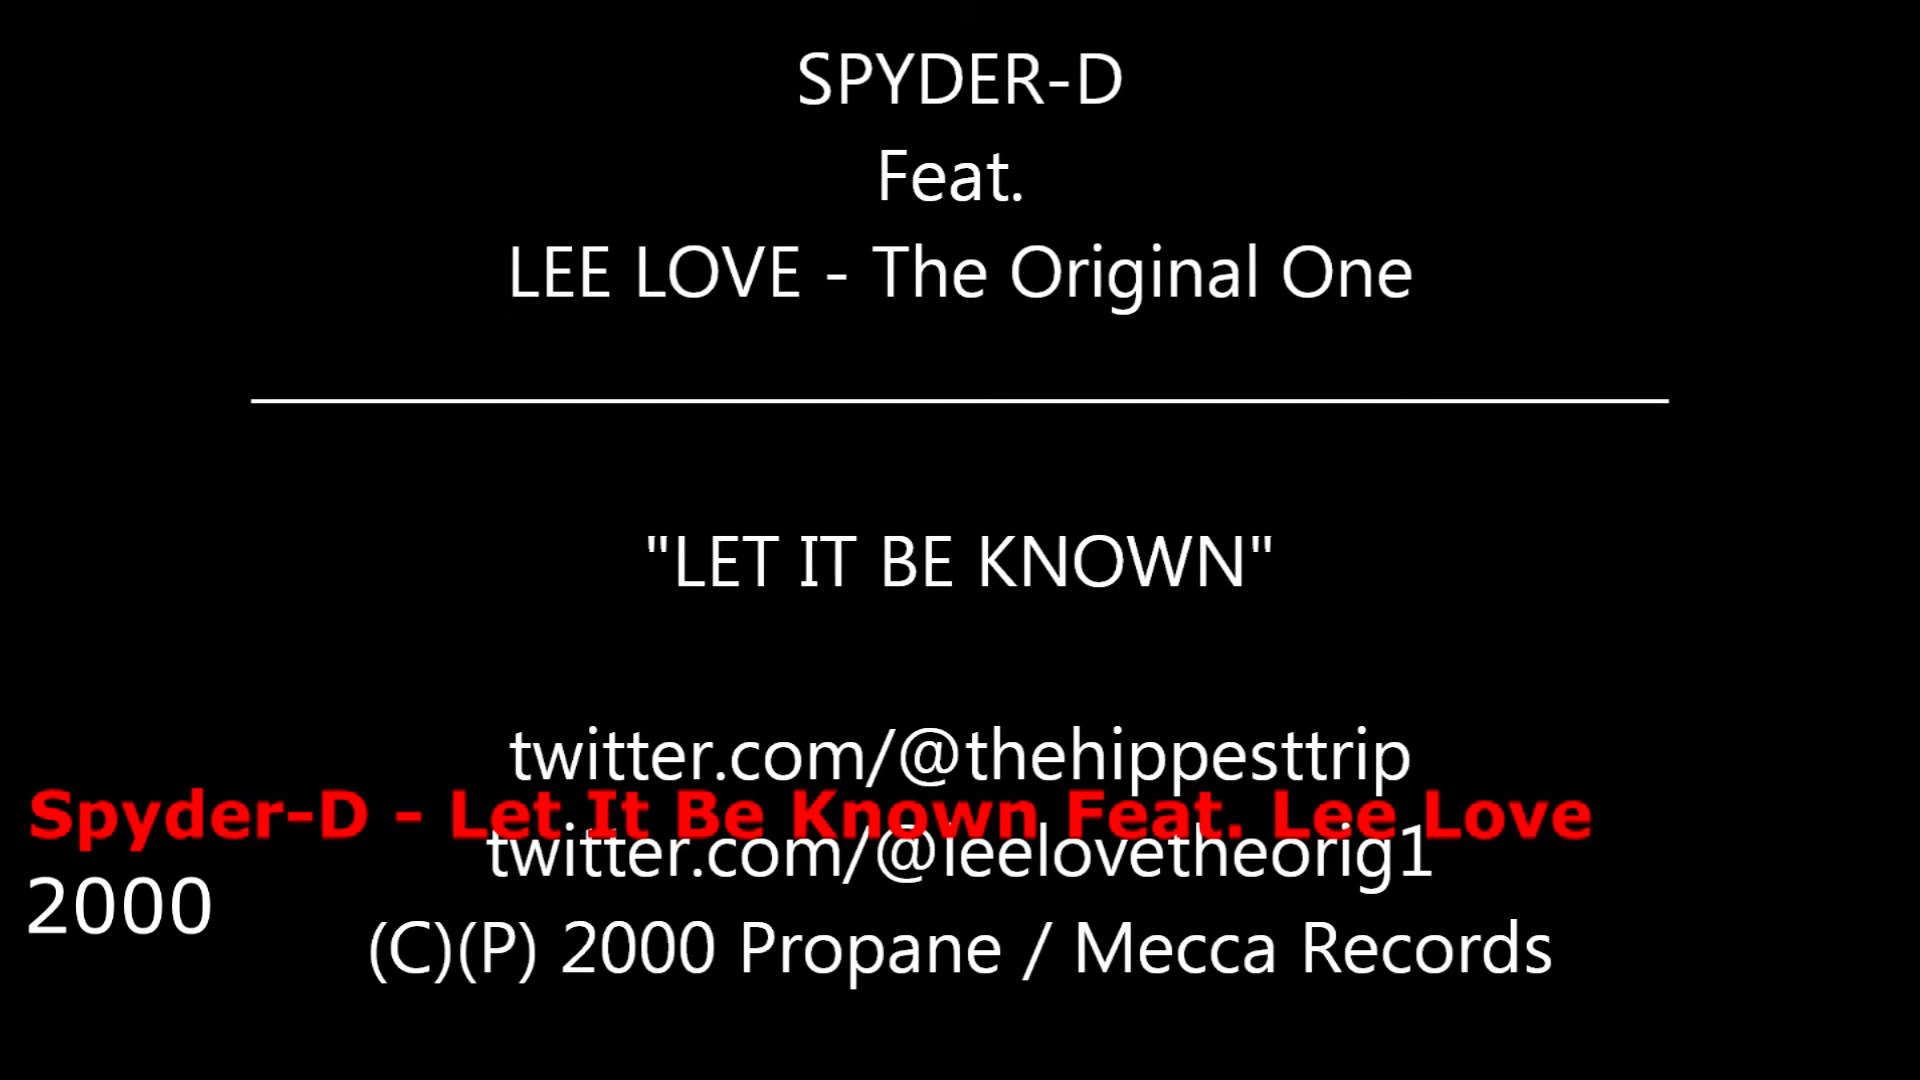 SPYDER-D
Feat.
LEE LOVE - The Original One
"LET IT BE KNOWN"
twitter.com/@thehippesttrip
Spyder-D - Let It Be Known Feat. Lee Love
twitter.com/@leelovetheorig1
2000
(C)(P) 2000 Propane / Mecca Records